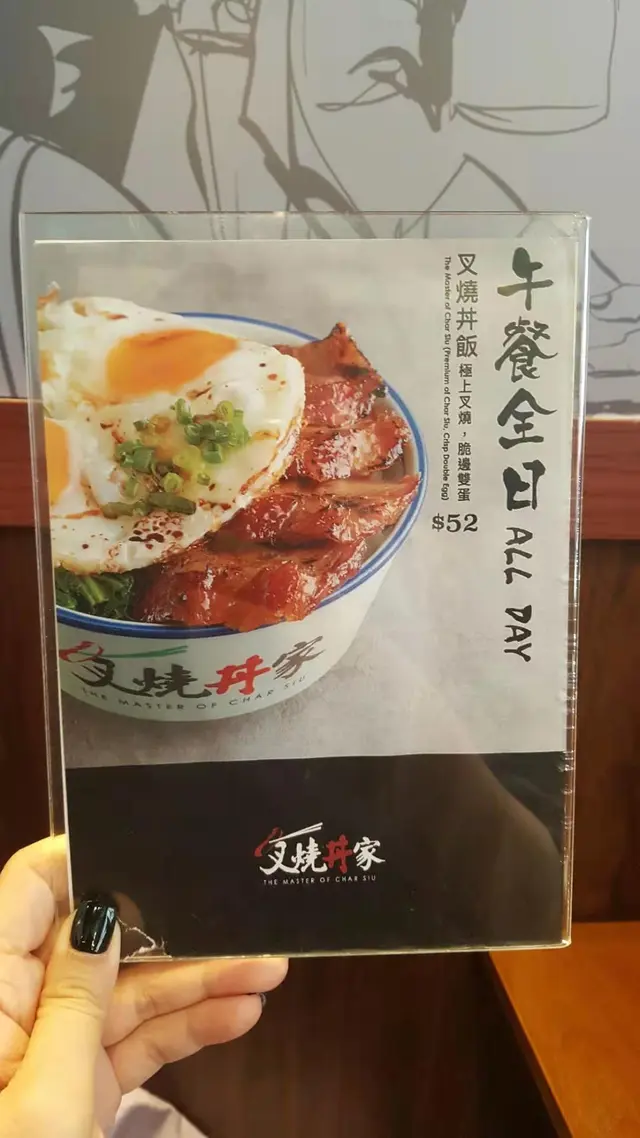 午餐全日 ALL DAY
叉燒丼飯 極上叉燒，脆邊雙蛋
The Master of Char Siu (Premium of Char Siu, Crisp Double Egg)
$52
叉燒丼家
THE MASTER OF CHAR SIU
叉燒丼家
THE MASTER OF CHAR SIU